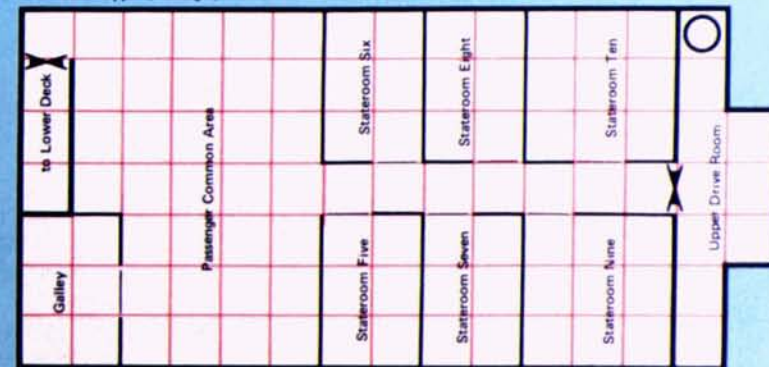 to Lower Deck
Galley
Passenger Common Area
Stateroom Six
Stateroom Five
Stateroom Eight
Stateroom Seven
Stateroom Ten
Stateroom Nine
Upper Drive Room